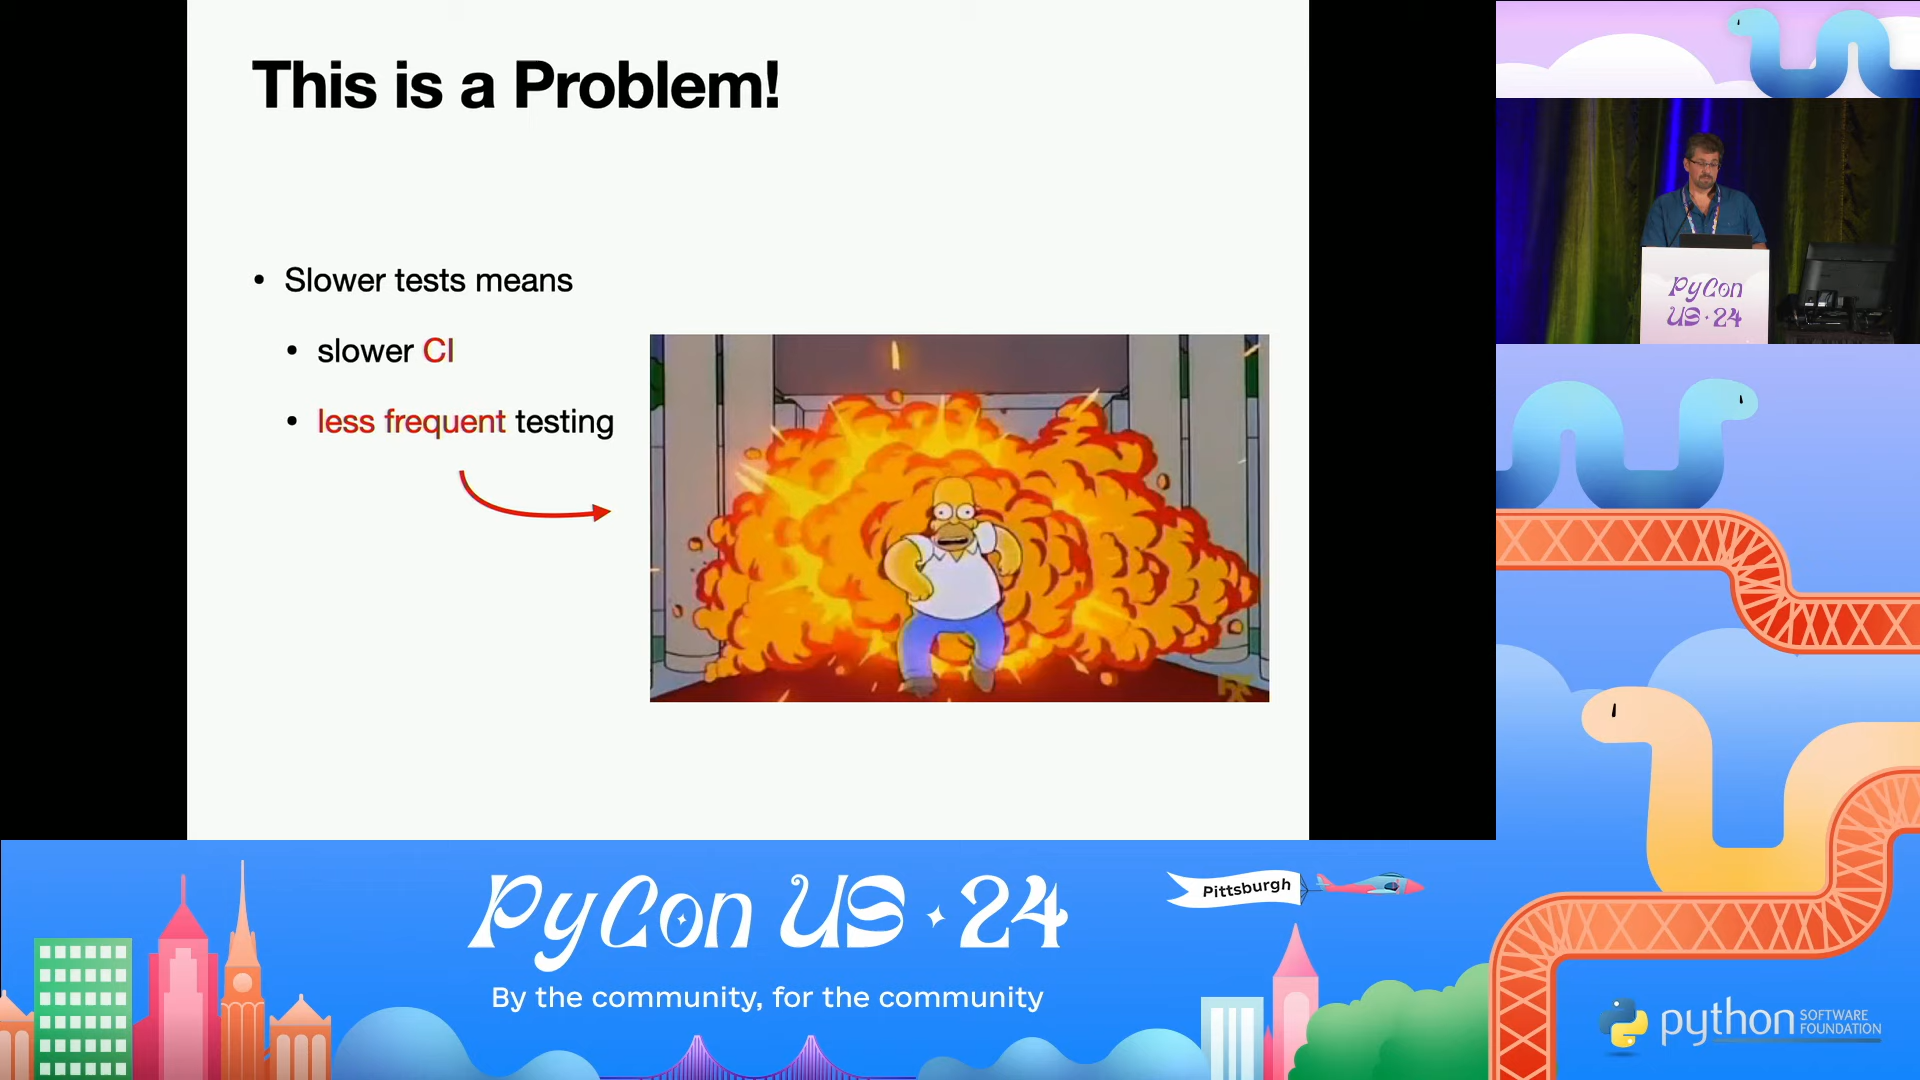 This is a Problem!
• Slower tests means
• slower CI
• less frequent testing
FX
PyCon
US · 24
PyCon US · 24
By the community, for the community
Pittsburgh
python
SOFTWARE
FOUNDATION